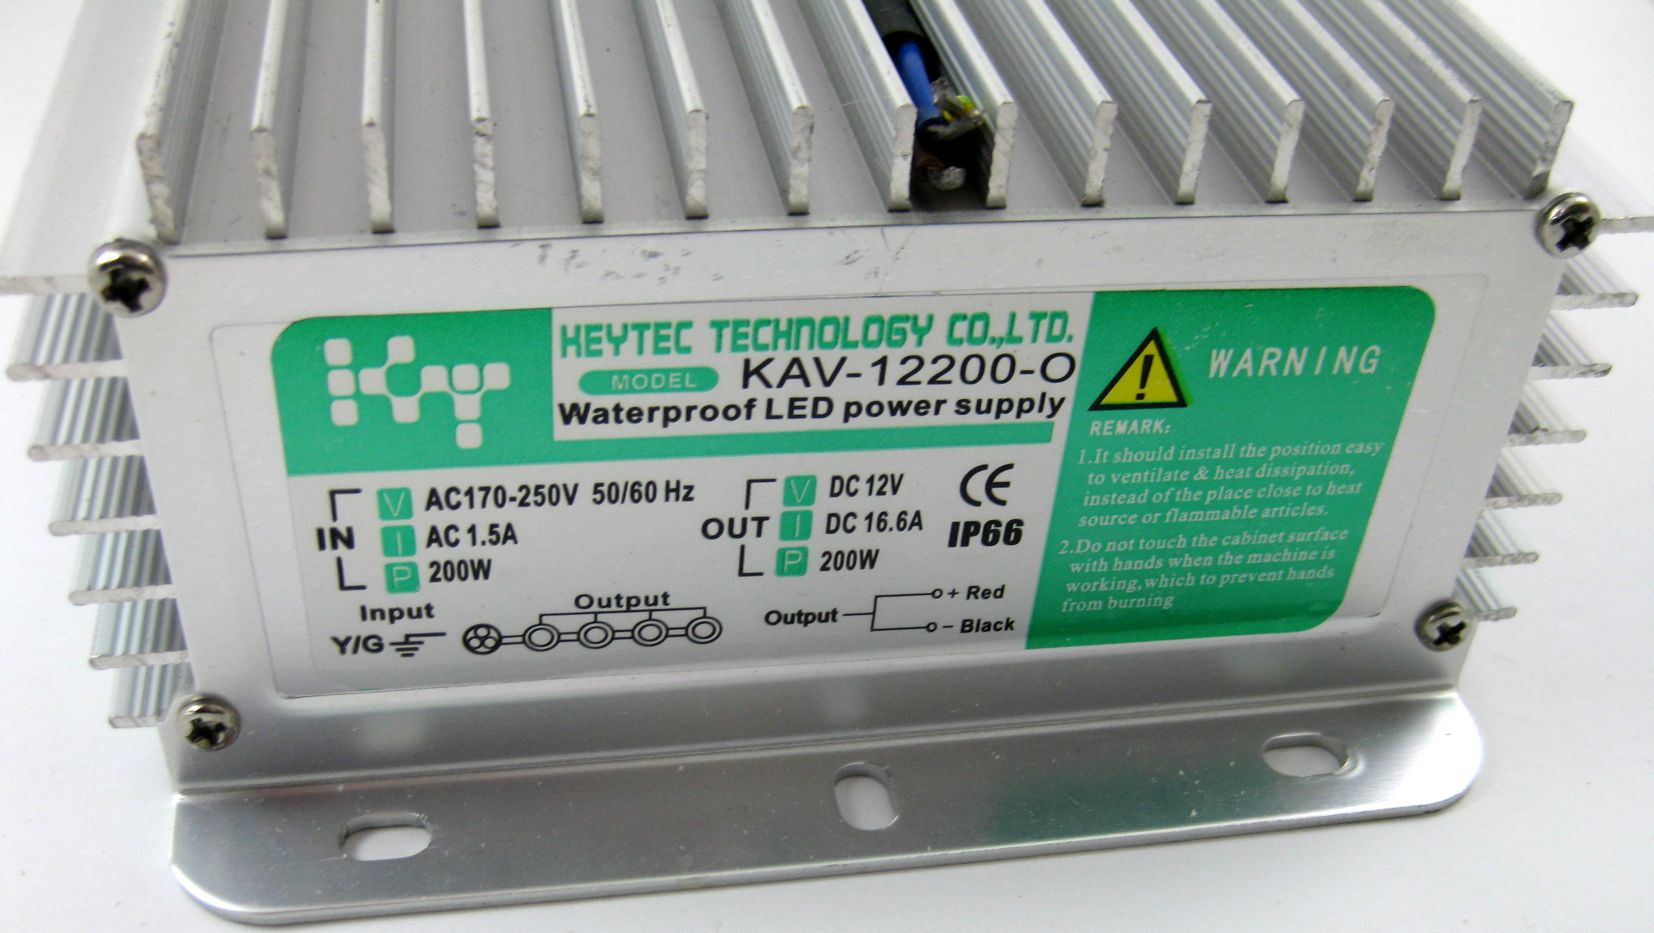 KY
KEYTEC TECHNOLOGY CO.,LTD.
MODEL KAV-12200-O
Waterproof LED power supply
IN
V AC170-250V 50/60 Hz
I AC 1.5A
P 200W
OUT
V DC 12V
I DC 16.6A
P 200W
CE
IP66
Input
Y/G
Output
Output
+ Red
- Black
WARNING
REMARK:
1.It should install the position easy
to ventilate & heat dissipation,
instead of the place close to heat
source or flammable articles.
2.Do not touch the cabinet surface
with hands when the machine is
working,which to prevent hands
from burning